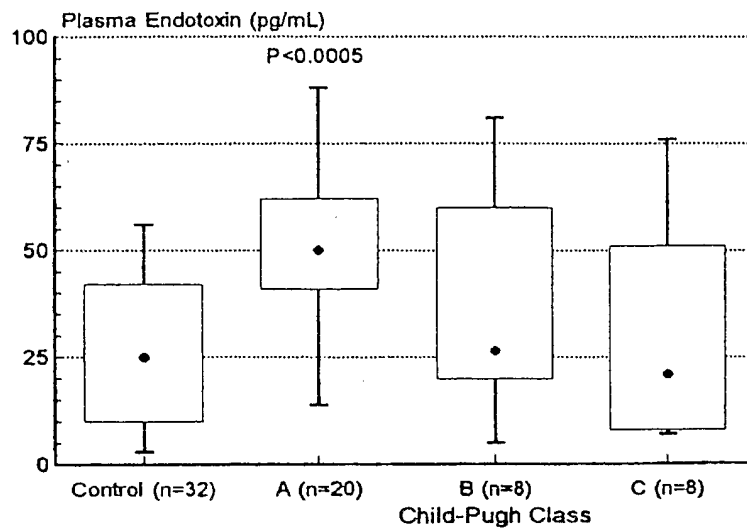 Plasma Endotoxin (pg/mL)
100
P<0.0005
75
50
25
0
Control (n=32) A (n=20) B (n=8) C (n=8)
Child-Pugh Class